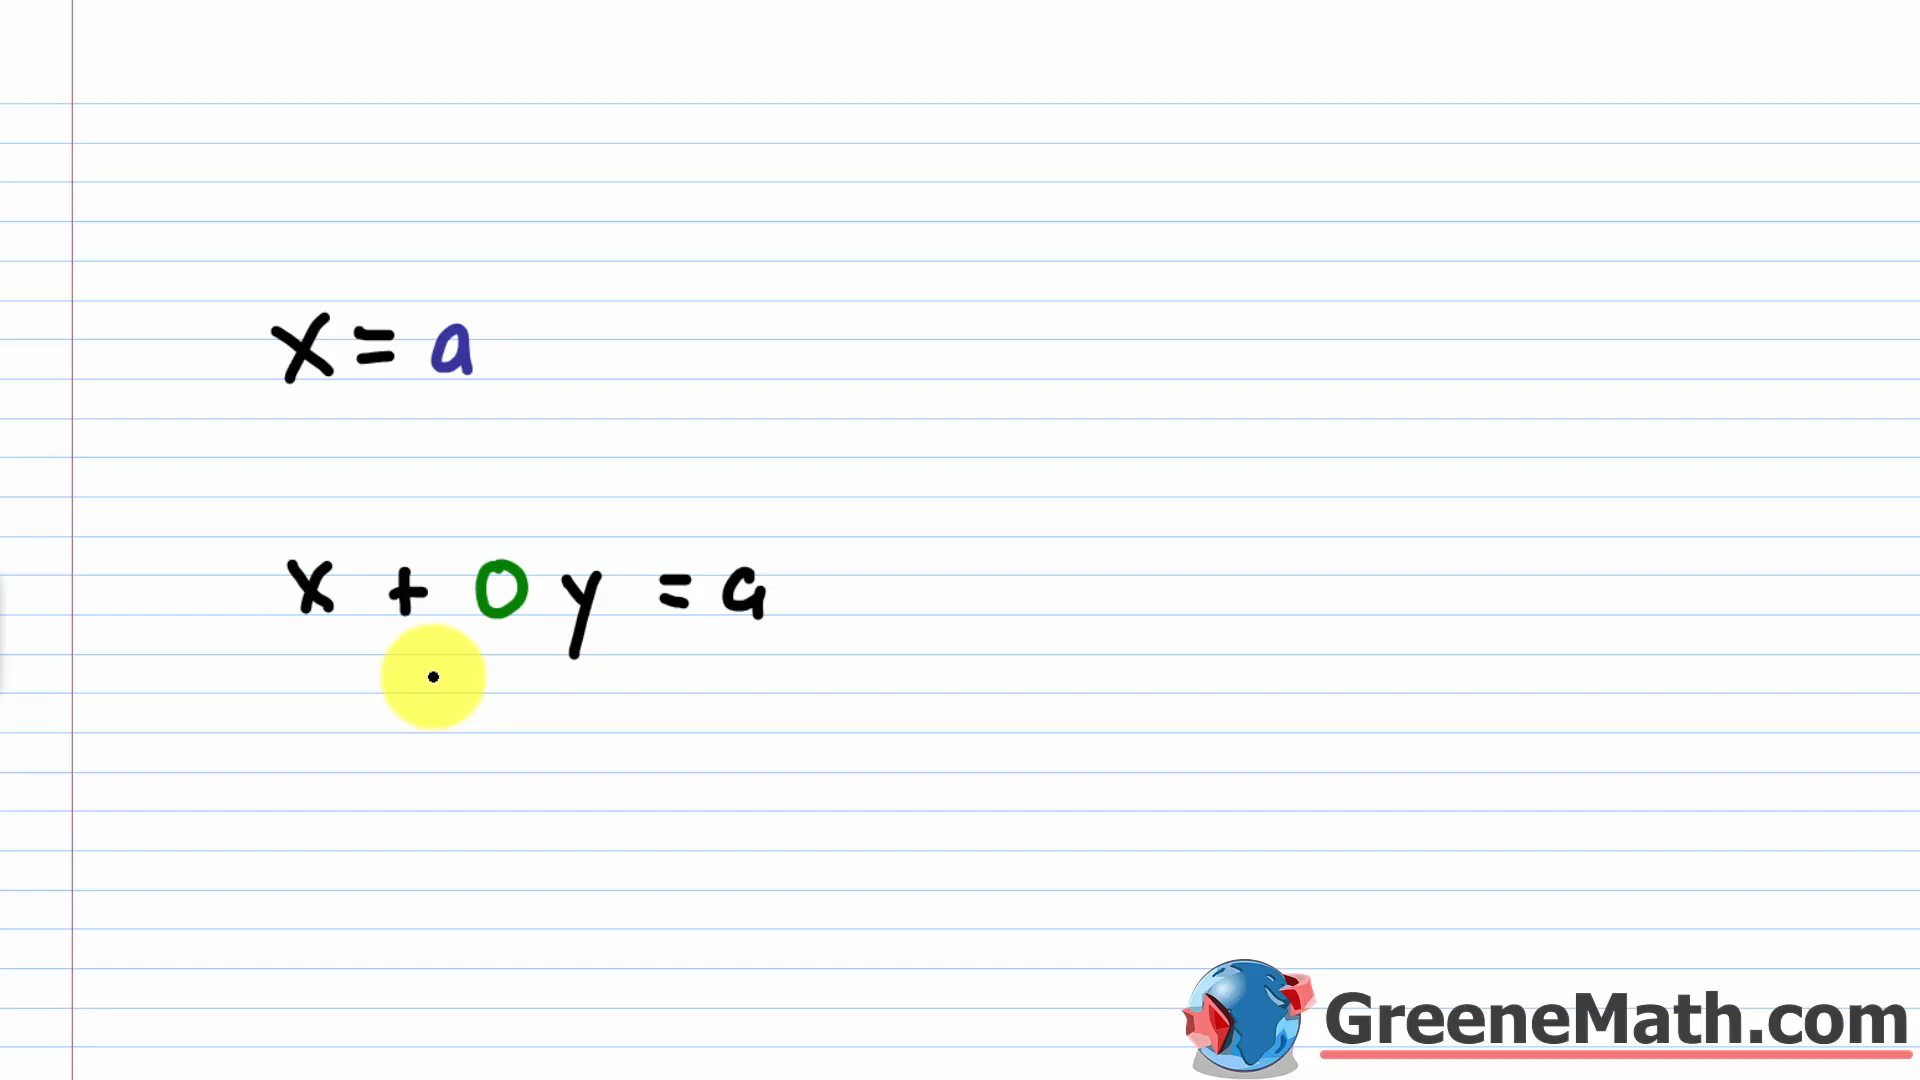 x = a
x + 0 y = a
GreeneMath.com